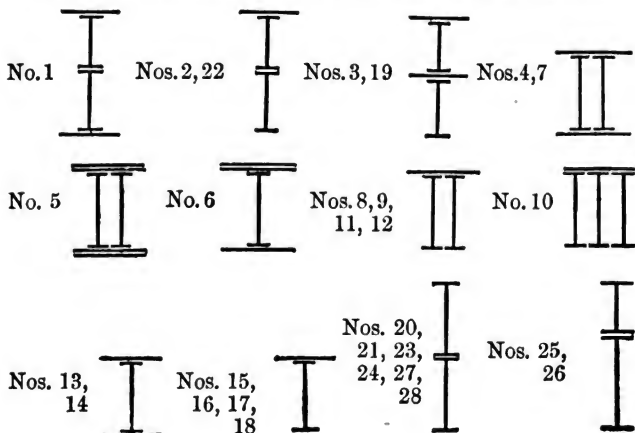 No.1
Nos.2,22
Nos.3,19
Nos.4,7
No. 5
No. 6
Nos. 8, 9,
11, 12
No. 10
Nos. 13,
14
Nos. 15,
16, 17,
18
Nos. 20,
21, 23,
24, 27,
28
Nos. 25,
26